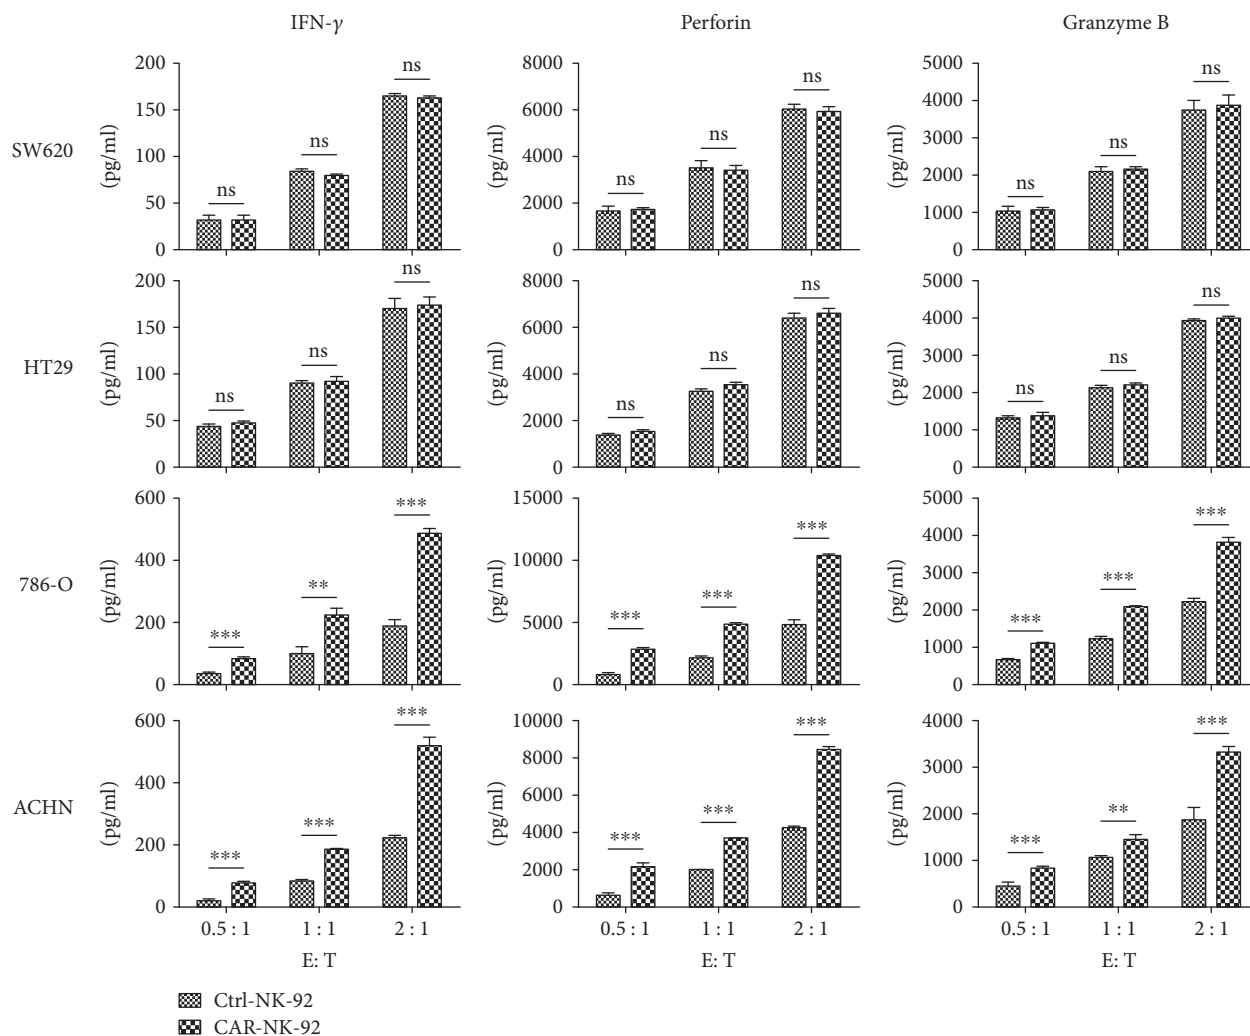 IFN-γ Perforin Granzyme B
SW620
(pg/ml)
200
150
100
50
0
ns ns ns
(pg/ml)
8000
6000
4000
2000
0
ns ns ns
(pg/ml)
5000
4000
3000
2000
1000
0
ns ns ns
HT29
(pg/ml)
200
150
100
50
0
ns ns ns
(pg/ml)
8000
6000
4000
2000
0
ns ns ns
(pg/ml)
5000
4000
3000
2000
1000
0
ns ns ns
786-O
(pg/ml)
600
400
200
0
*** ** ***
(pg/ml)
15000
10000
5000
0
*** *** ***
(pg/ml)
5000
4000
3000
2000
1000
0
*** *** ***
ACHN
(pg/ml)
600
400
200
0
*** *** ***
0.5 : 1 1 : 1 2 : 1
E: T
(pg/ml)
10000
8000
6000
4000
2000
0
*** *** ***
0.5 : 1 1 : 1 2 : 1
E: T
(pg/ml)
4000
3000
2000
1000
0
*** ** ***
0.5 : 1 1 : 1 2 : 1
E: T
Ctrl-NK-92
CAR-NK-92